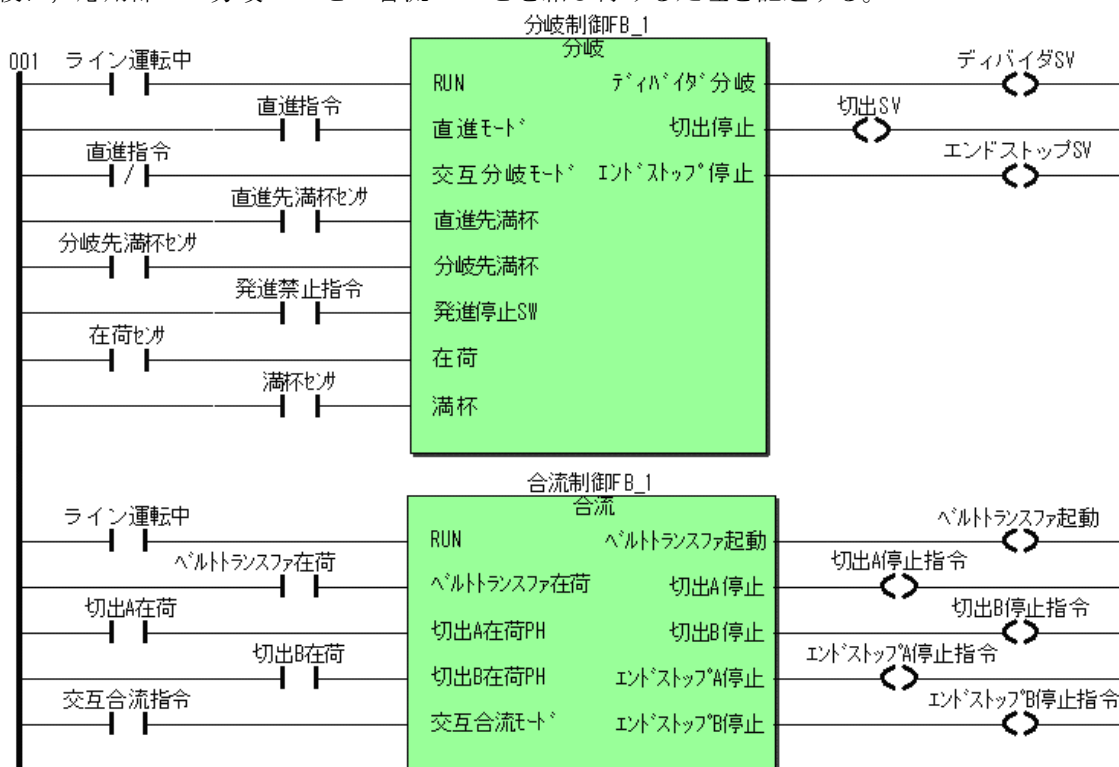 分岐制御FB_1
分岐
001 ライン運転中
RUN
ディバイダ分岐
ディバイダSV
直進指令
直進モード
切出停止
切出SV
直進指令
交互分岐モード
エンドストップ停止
エンドストップSV
直進先満杯センサ
直進先満杯
分岐先満杯センサ
分岐先満杯
発進禁止指令
発進停止SW
在荷センサ
在荷
満杯センサ
満杯
合流制御FB_1
合流
ライン運転中
RUN
ベルトトランスファ起動
ベルトトランスファ起動
ベルトトランスファ在荷
ベルトトランスファ在荷
切出A停止
切出A停止指令
切出A在荷
切出A在荷PH
切出B停止
切出B停止指令
切出B在荷
切出B在荷PH
エンドストップA停止
エンドストップA停止指令
交互合流指令
交互合流モード
エンドストップB停止
エンドストップB停止指令